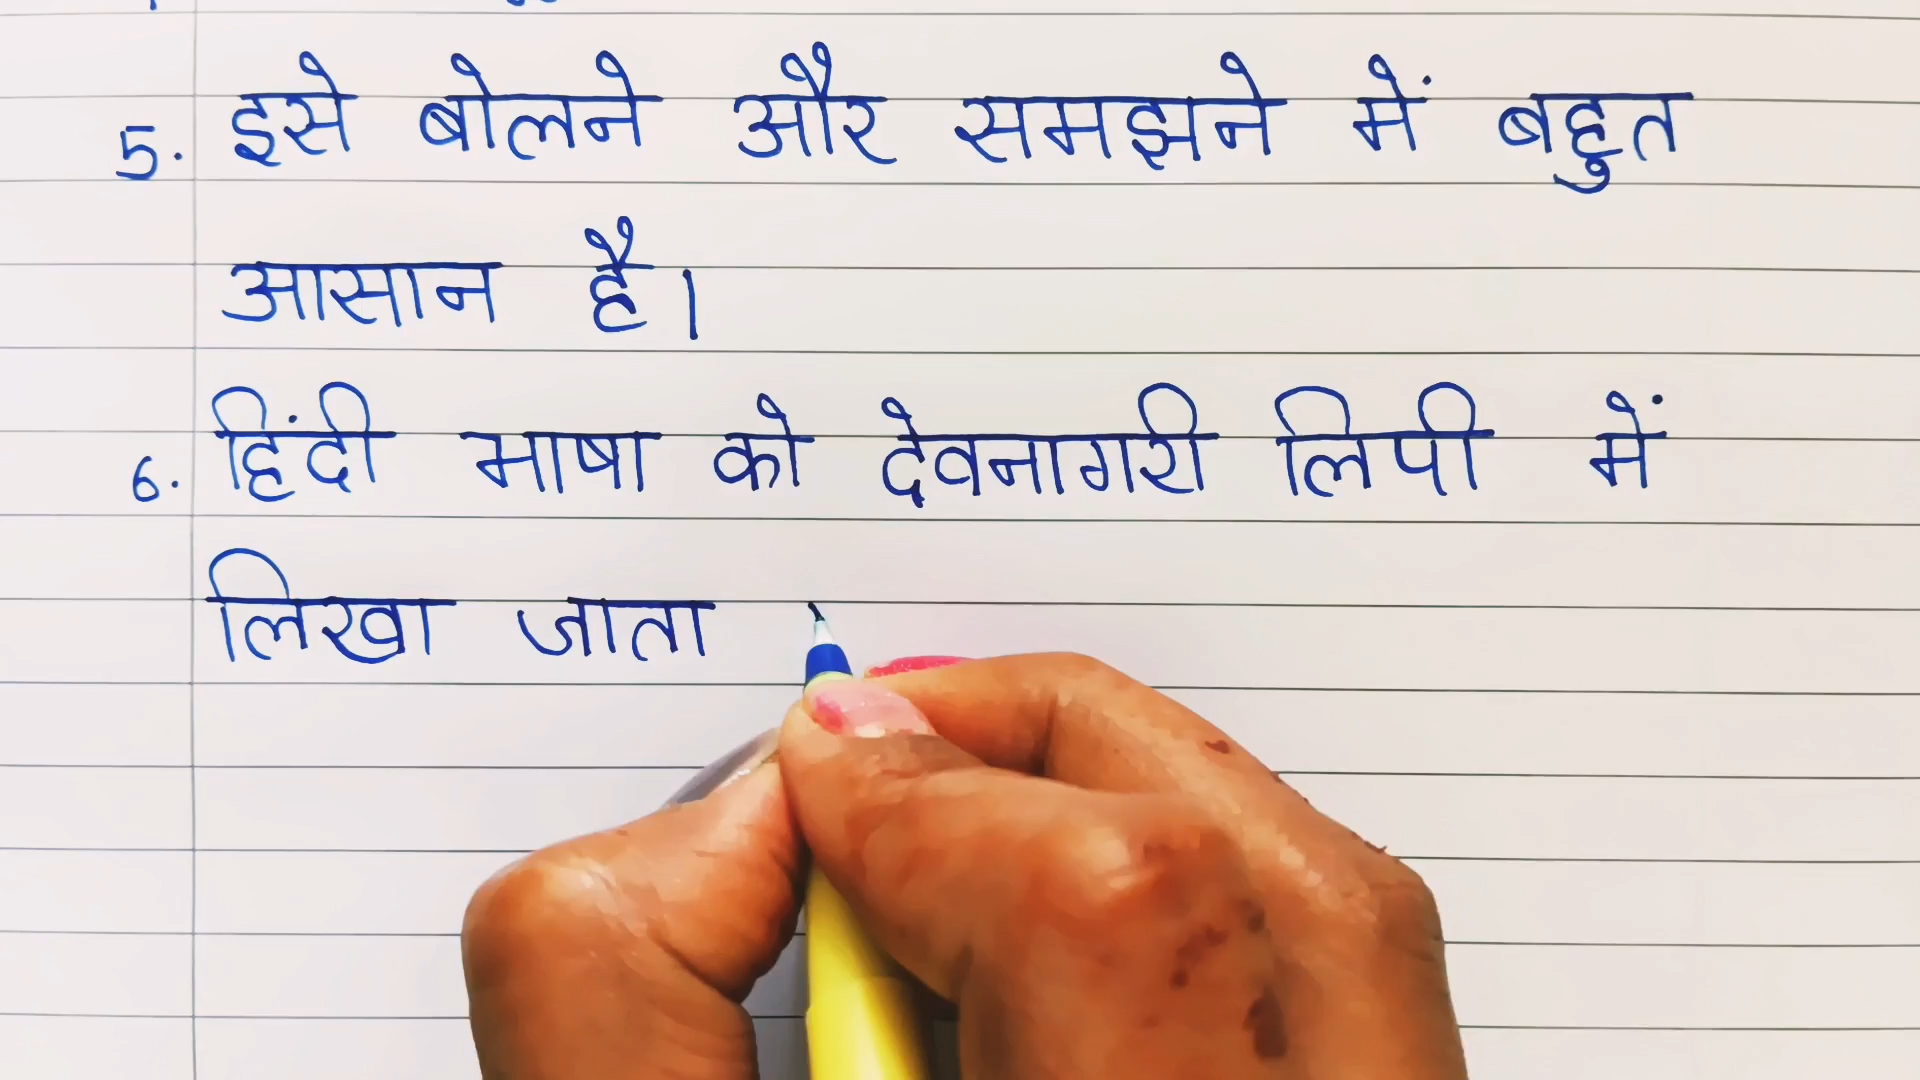 5. इसे बोलने और समझने में बहुत
आसान है।
6. हिंदी भाषा को देवनागरी लिपी में
लिखा जाता